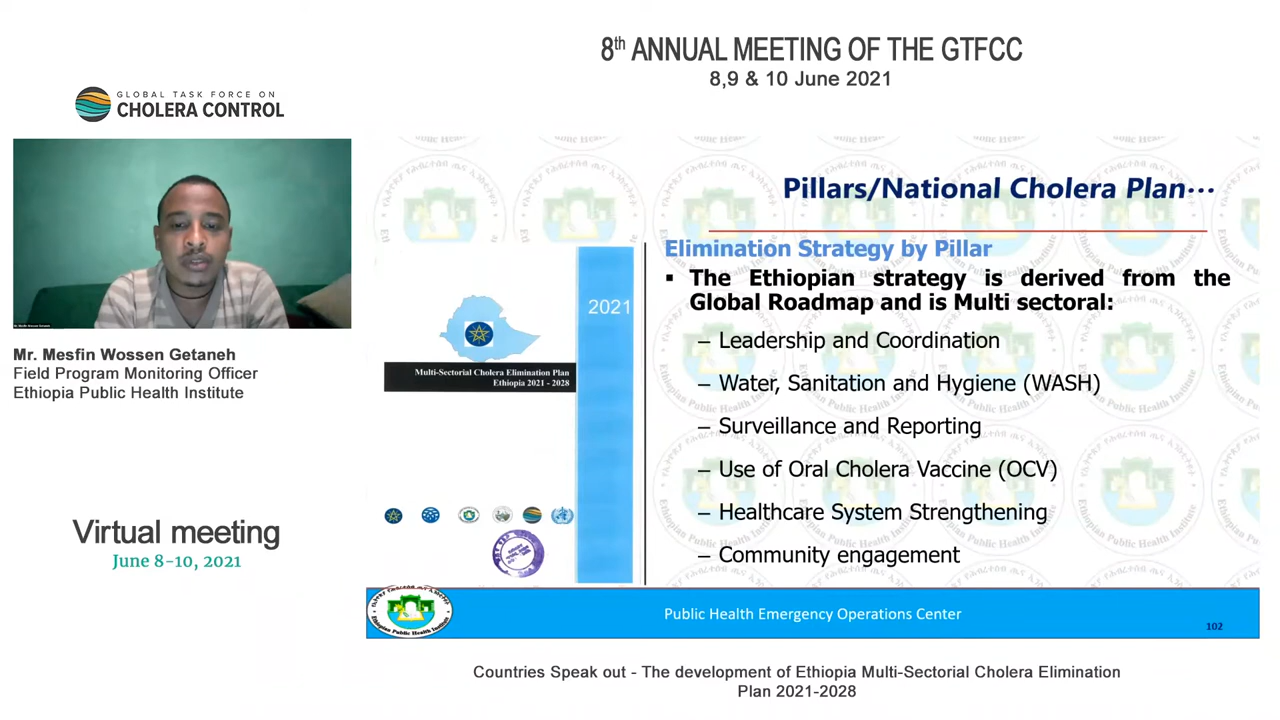 8th ANNUAL MEETING OF THE GTFCC
8,9 & 10 June 2021
GLOBAL TASK FORCE ON
CHOLERA CONTROL
Mr. Mesfin Wossen Getaneh
Field Program Monitoring Officer
Ethiopia Public Health Institute
Virtual meeting
June 8-10, 2021
Pillars/National Cholera Plan...
2021
Multi-Sectorial Cholera Elimination Plan
Ethiopia 2021 - 2028
Elimination Strategy by Pillar
▪ The Ethiopian strategy is derived from the
Global Roadmap and is Multi sectoral:
– Leadership and Coordination
– Water, Sanitation and Hygiene (WASH)
– Surveillance and Reporting
– Use of Oral Cholera Vaccine (OCV)
– Healthcare System Strengthening
– Community engagement
Ethiopian Public Health Institute
Public Health Emergency Operations Center
102
Countries Speak out - The development of Ethiopia Multi-Sectorial Cholera Elimination
Plan 2021-2028